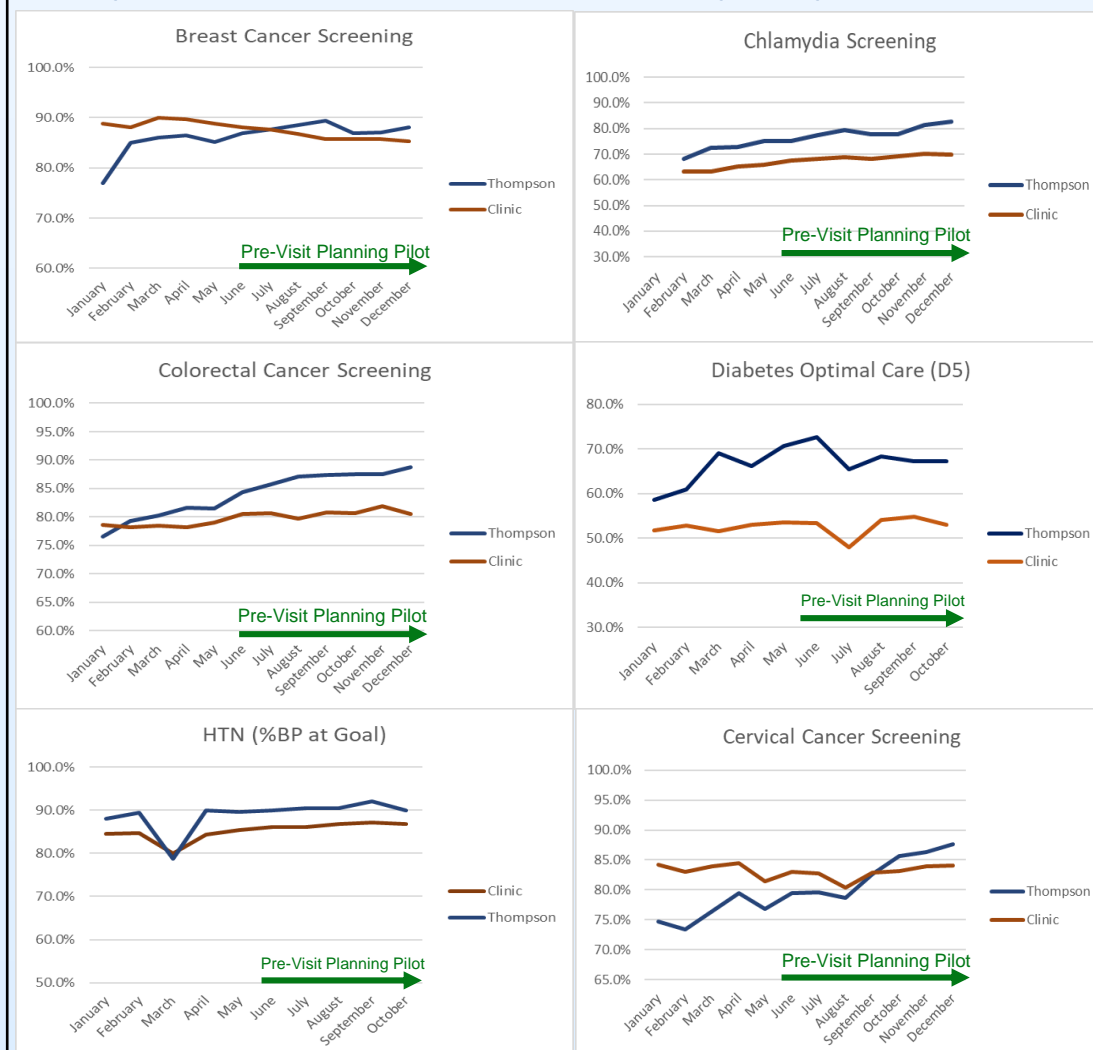 Breast Cancer Screening
100.0%
90.0%
80.0%
70.0%
60.0%
Thompson
Clinic
Pre-Visit Planning Pilot
January
February
March
April
May
June
July
August
September
October
November
December
Chlamydia Screening
100.0%
90.0%
80.0%
70.0%
60.0%
50.0%
40.0%
30.0%
Thompson
Clinic
Pre-Visit Planning Pilot
January
February
March
April
May
June
July
August
September
October
November
December
Colorectal Cancer Screening
100.0%
95.0%
90.0%
85.0%
80.0%
75.0%
70.0%
65.0%
60.0%
Thompson
Clinic
Pre-Visit Planning Pilot
January
February
March
April
May
June
July
August
September
October
November
December
Diabetes Optimal Care (D5)
80.0%
70.0%
60.0%
50.0%
40.0%
30.0%
Thompson
Clinic
Pre-Visit Planning Pilot
January
February
March
April
May
June
July
August
September
October
HTN (%BP at Goal)
100.0%
90.0%
80.0%
70.0%
60.0%
50.0%
Clinic
Thompson
Pre-Visit Planning Pilot
January
February
March
April
May
June
July
August
September
October
Cervical Cancer Screening
100.0%
95.0%
90.0%
85.0%
80.0%
75.0%
70.0%
65.0%
Thompson
Clinic
Pre-Visit Planning Pilot
January
February
March
April
May
June
July
August
September
October
November
December